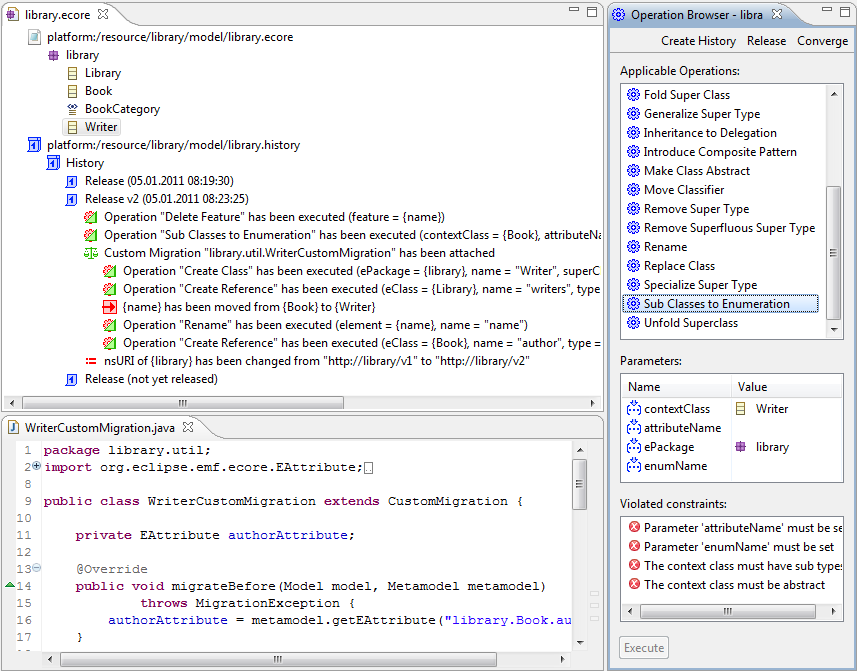 library.ecore
platform:/resource/library/model/library.ecore
library
Library
Book
BookCategory
Writer
platform:/resource/library/model/library.history
History
Release (05.01.2011 08:19:30)
Release v2 (05.01.2011 08:23:25)
Operation "Delete Feature" has been executed (feature = {name})
Operation "Sub Classes to Enumeration" has been executed (contextClass = {Book}, attributeNa
Custom Migration "library.util.WriterCustomMigration" has been attached
Operation "Create Class" has been executed (ePackage = {library}, name = "Writer", superC
Operation "Create Reference" has been executed (eClass = {Library}, name = "writers", type
{name} has been moved from {Book} to {Writer}
Operation "Rename" has been executed (element = {name}, name = "name")
Operation "Create Reference" has been executed (eClass = {Book}, name = "author", type =
nsURI of {library} has been changed from "http://library/v1" to "http://library/v2"
Release (not yet released)
WriterCustomMigration.java
1 package library.util;
2 import org.eclipse.emf.ecore.EAttribute;
8
9 public class WriterCustomMigration extends CustomMigration {
10
11 private EAttribute authorAttribute;
12
13 @Override
14 public void migrateBefore(Model model, Metamodel metamodel)
15 throws MigrationException {
16 authorAttribute = metamodel.getEAttribute("library.Book.au
17 }
Operation Browser - libra
Create History Release Converge
Applicable Operations:
Fold Super Class
Generalize Super Type
Inheritance to Delegation
Introduce Composite Pattern
Make Class Abstract
Move Classifier
Remove Super Type
Remove Superfluous Super Type
Rename
Replace Class
Specialize Super Type
Sub Classes to Enumeration
Unfold Superclass
Parameters:
Name Value
contextClass Writer
attributeName
ePackage library
enumName
Violated constraints:
Parameter 'attributeName' must be se
Parameter 'enumName' must be set
The context class must have sub types
The context class must be abstract
Execute